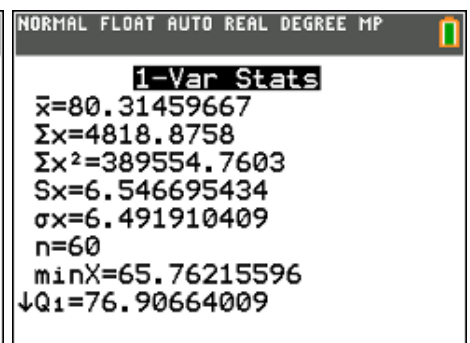 NORMAL FLOAT AUTO REAL DEGREE MP
1-Var Stats
x̄=80.31459667
Σx=4818.8758
Σx²=389554.7603
Sx=6.546695434
σx=6.491910409
n=60
minX=65.76215596
↓Q₁=76.90664009